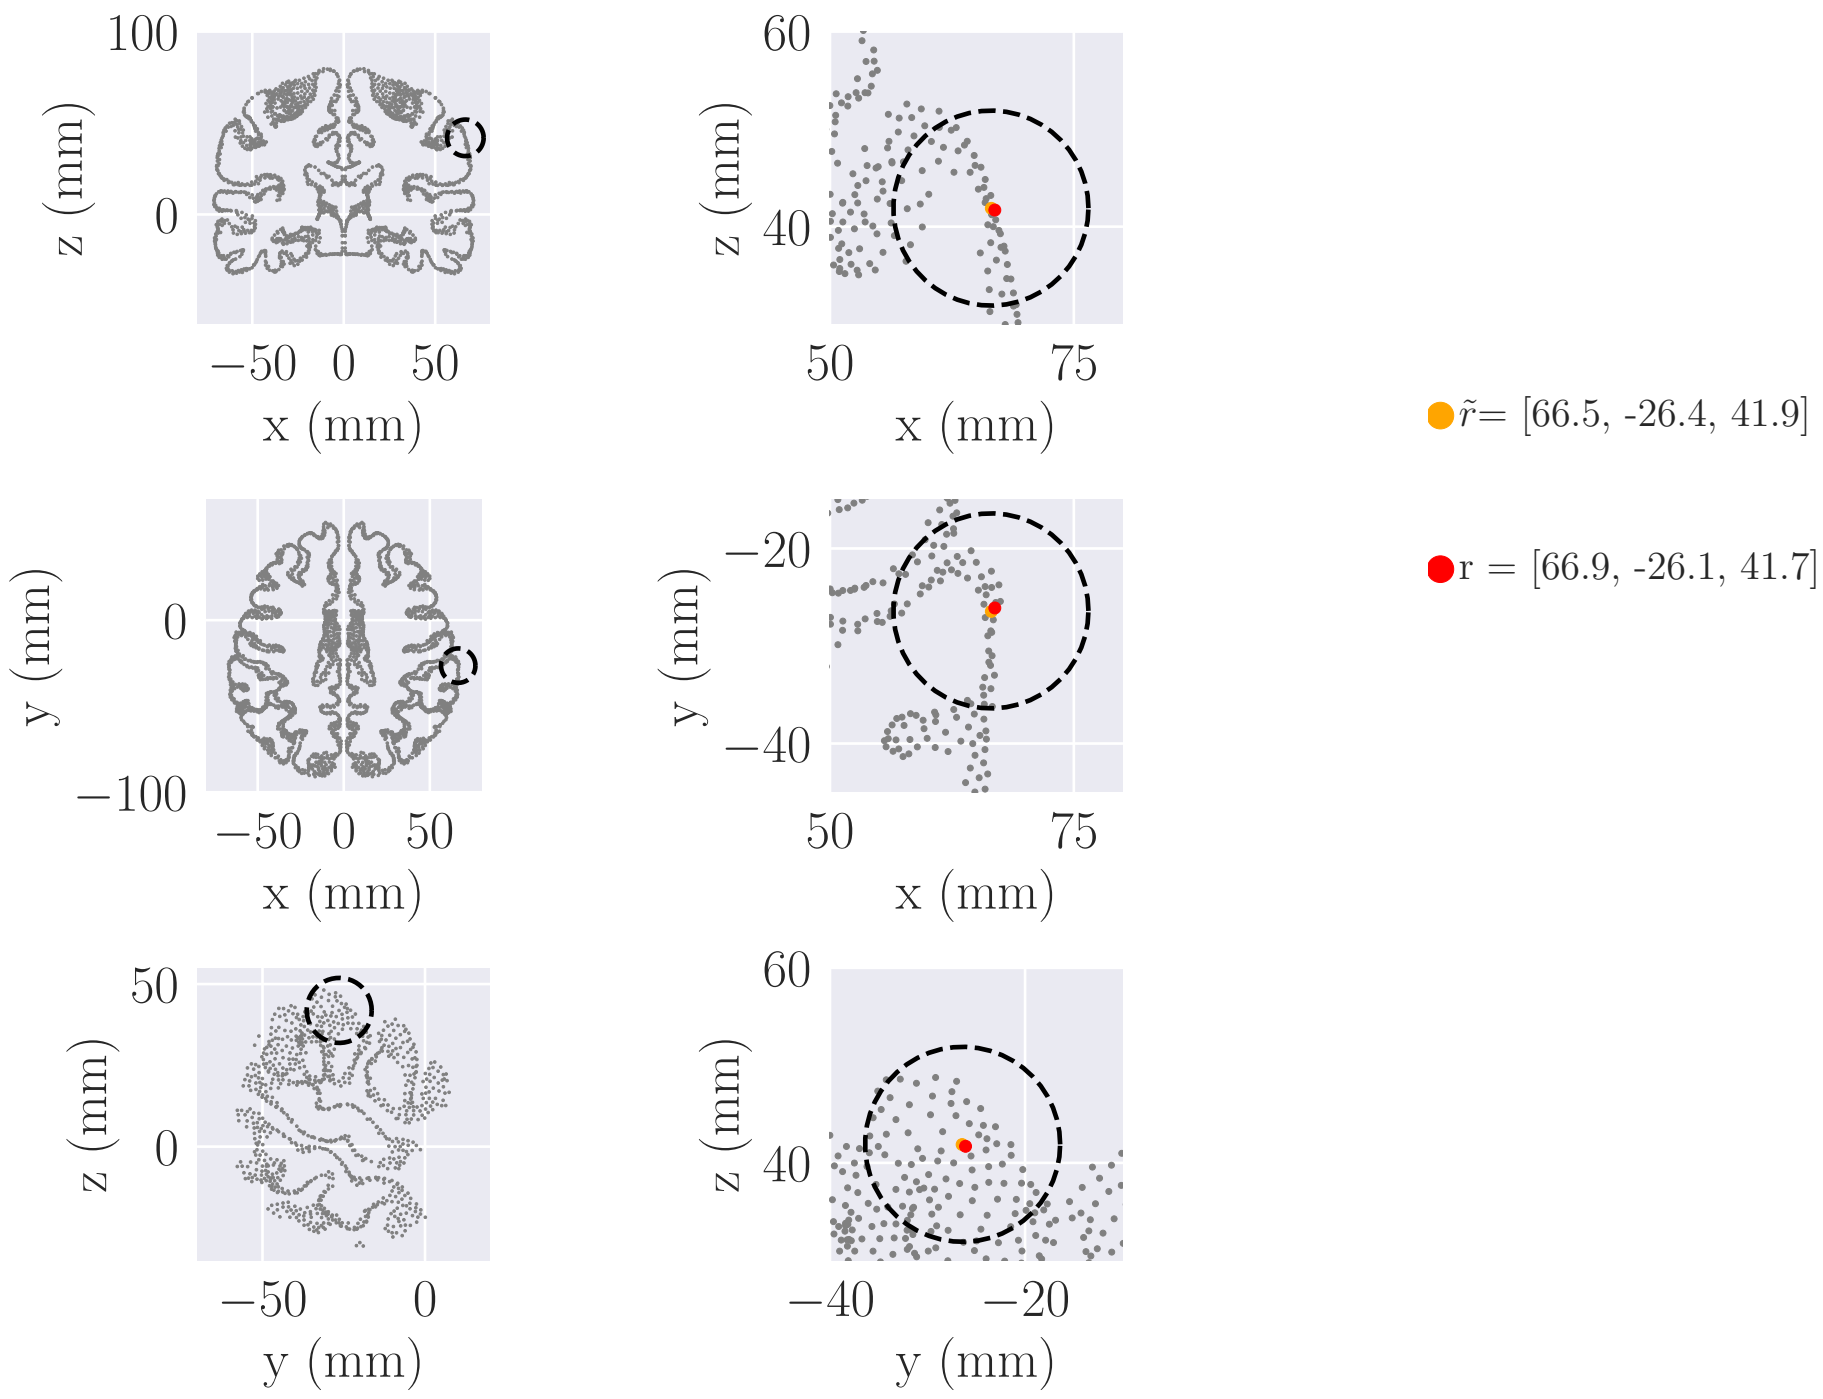 100
0
z (mm)
−50 0 50
x (mm)
60
40
z (mm)
50 75
x (mm)
r̃= [66.5, -26.4, 41.9]
r = [66.9, -26.1, 41.7]
0
−100
y (mm)
−50 0 50
x (mm)
−20
−40
y (mm)
50 75
x (mm)
50
0
z (mm)
−50 0
y (mm)
60
40
z (mm)
−40 −20
y (mm)